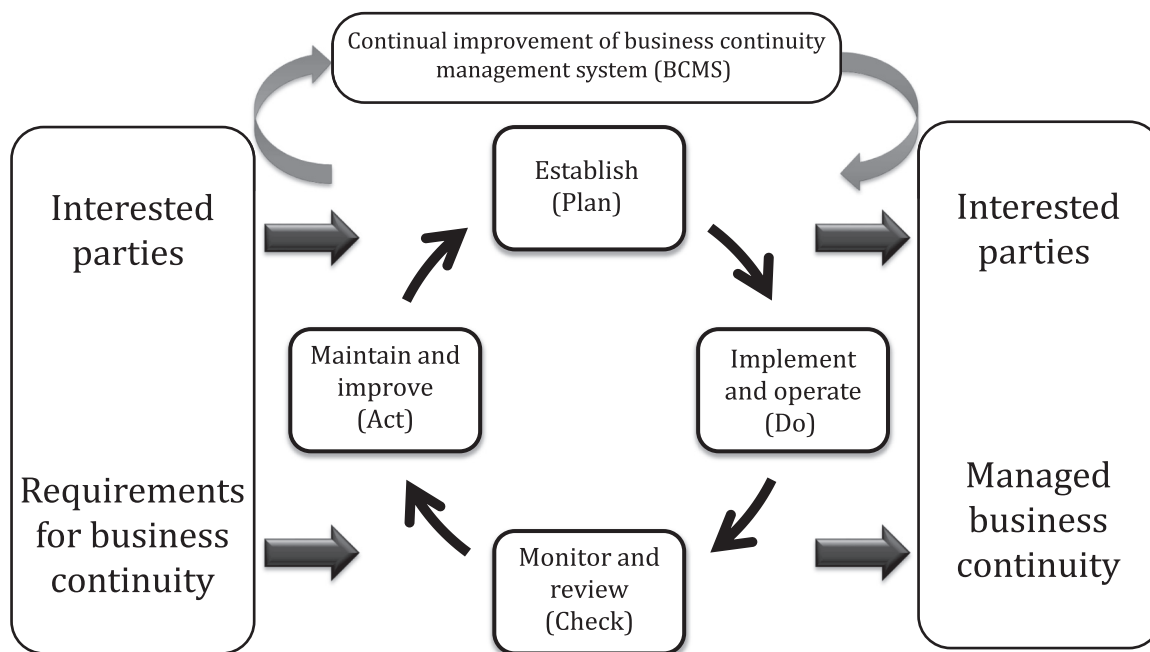 Continual improvement of business continuity
management system (BCMS)
Interested
parties
Requirements
for business
continuity
Establish
(Plan)
Implement
and operate
(Do)
Monitor and
review
(Check)
Maintain and
improve
(Act)
Interested
parties
Managed
business
continuity